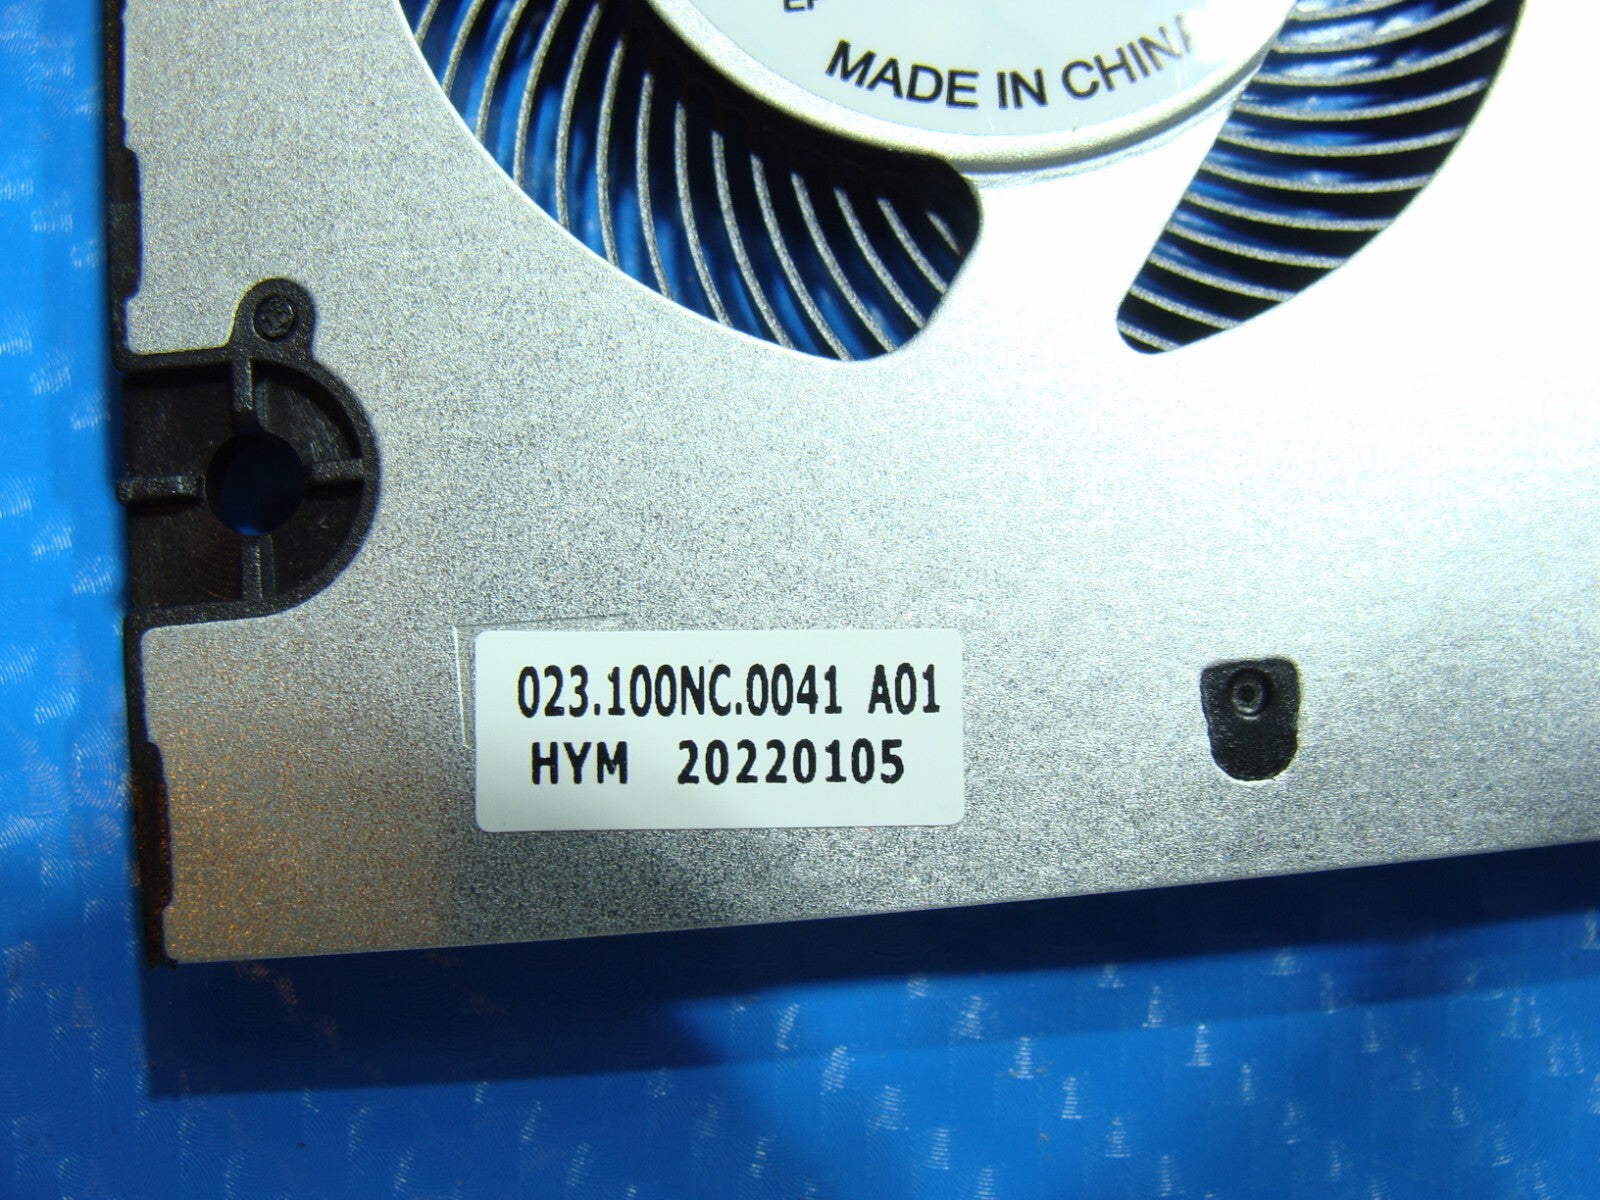 MADE IN CHINA
023.100NC.0041 A01
HYM 20220105